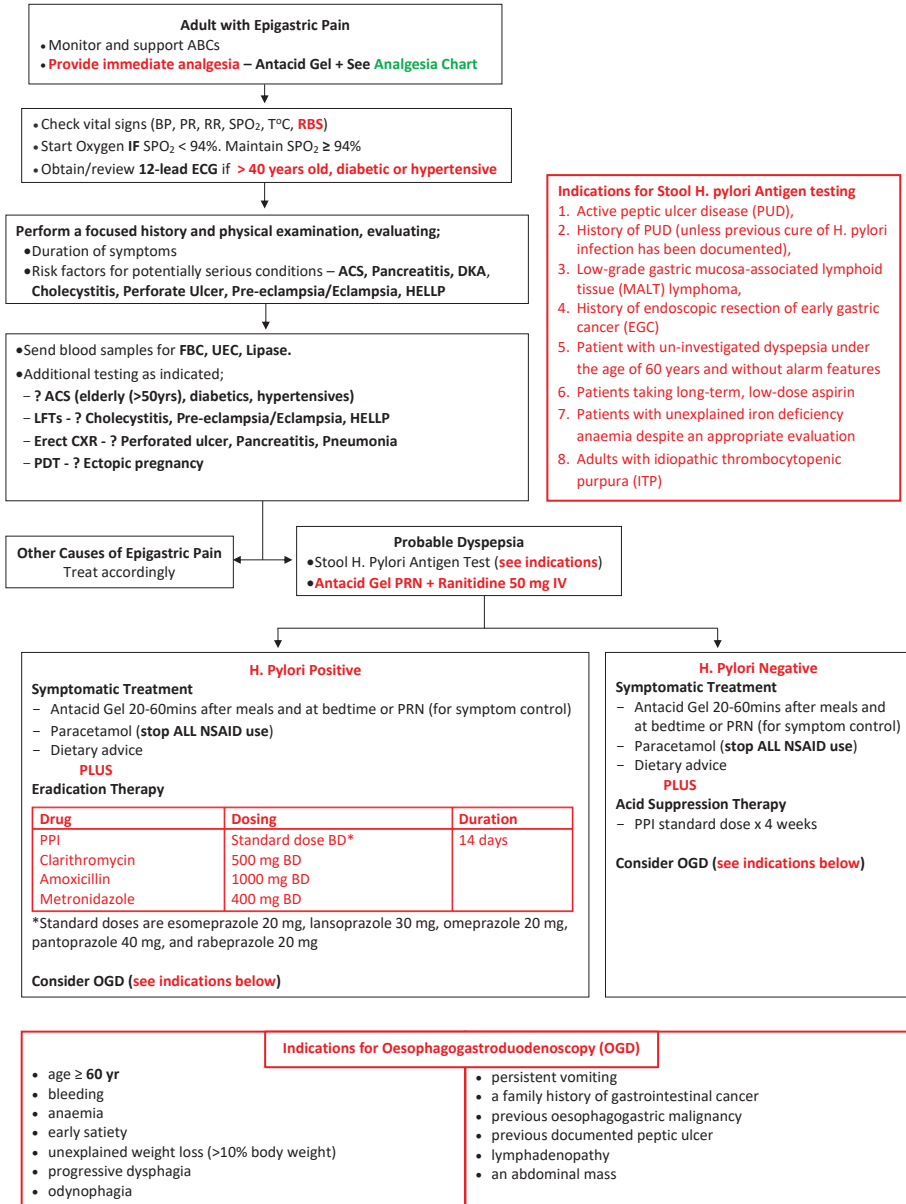 Adult with Epigastric Pain
• Monitor and support ABCs
• Provide immediate analgesia – Antacid Gel + See Analgesia Chart
• Check vital signs (BP, PR, RR, SPO₂, T°C, RBS)
• Start Oxygen IF SPO₂ < 94%. Maintain SPO₂ ≥ 94%
• Obtain/review 12-lead ECG if > 40 years old, diabetic or hypertensive
Perform a focused history and physical examination, evaluating;
•Duration of symptoms
•Risk factors for potentially serious conditions – ACS, Pancreatitis, DKA,
Cholecystitis, Perforate Ulcer, Pre-eclampsia/Eclampsia, HELLP
•Send blood samples for FBC, UEC, Lipase.
•Additional testing as indicated;
– ? ACS (elderly (>50yrs), diabetics, hypertensives)
– LFTs - ? Cholecystitis, Pre-eclampsia/Eclampsia, HELLP
– Erect CXR - ? Perforated ulcer, Pancreatitis, Pneumonia
– PDT - ? Ectopic pregnancy
Indications for Stool H. pylori Antigen testing
1. Active peptic ulcer disease (PUD),
2. History of PUD (unless previous cure of H. pylori
infection has been documented),
3. Low-grade gastric mucosa-associated lymphoid
tissue (MALT) lymphoma,
4. History of endoscopic resection of early gastric
cancer (EGC)
5. Patient with un-investigated dyspepsia under
the age of 60 years and without alarm features
6. Patients taking long-term, low-dose aspirin
7. Patients with unexplained iron deficiency
anaemia despite an appropriate evaluation
8. Adults with idiopathic thrombocytopenic
purpura (ITP)
Other Causes of Epigastric Pain
Treat accordingly
Probable Dyspepsia
•Stool H. Pylori Antigen Test (see indications)
•Antacid Gel PRN + Ranitidine 50 mg IV
H. Pylori Positive
Symptomatic Treatment
– Antacid Gel 20-60mins after meals and at bedtime or PRN (for symptom control)
– Paracetamol (stop ALL NSAID use)
– Dietary advice
PLUS
Eradication Therapy
Drug Dosing Duration
PPI Standard dose BD* 14 days
Clarithromycin 500 mg BD
Amoxicillin 1000 mg BD
Metronidazole 400 mg BD
*Standard doses are esomeprazole 20 mg, lansoprazole 30 mg, omeprazole 20 mg,
pantoprazole 40 mg, and rabeprazole 20 mg
Consider OGD (see indications below)
H. Pylori Negative
Symptomatic Treatment
– Antacid Gel 20-60mins after meals and
at bedtime or PRN (for symptom control)
– Paracetamol (stop ALL NSAID use)
– Dietary advice
PLUS
Acid Suppression Therapy
– PPI standard dose x 4 weeks
Consider OGD (see indications below)
Indications for Oesophagogastroduodenoscopy (OGD)
• age ≥ 60 yr
• bleeding
• anaemia
• early satiety
• unexplained weight loss (>10% body weight)
• progressive dysphagia
• odynophagia
• persistent vomiting
• a family history of gastrointestinal cancer
• previous oesophagogastric malignancy
• previous documented peptic ulcer
• lymphadenopathy
• an abdominal mass